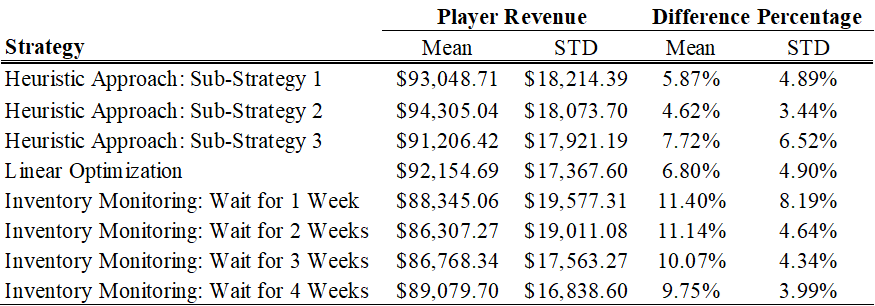 Player Revenue Difference Percentage
Strategy Mean STD Mean STD
Heuristic Approach: Sub-Strategy 1 $93,048.71 $18,214.39 5.87% 4.89%
Heuristic Approach: Sub-Strategy 2 $94,305.04 $18,073.70 4.62% 3.44%
Heuristic Approach: Sub-Strategy 3 $91,206.42 $17,921.19 7.72% 6.52%
Linear Optimization $92,154.69 $17,367.60 6.80% 4.90%
Inventory Monitoring: Wait for 1 Week $88,345.06 $19,577.31 11.40% 8.19%
Inventory Monitoring: Wait for 2 Weeks $86,307.27 $19,011.08 11.14% 4.64%
Inventory Monitoring: Wait for 3 Weeks $86,768.34 $17,563.27 10.07% 4.34%
Inventory Monitoring: Wait for 4 Weeks $89,079.70 $16,838.60 9.75% 3.99%